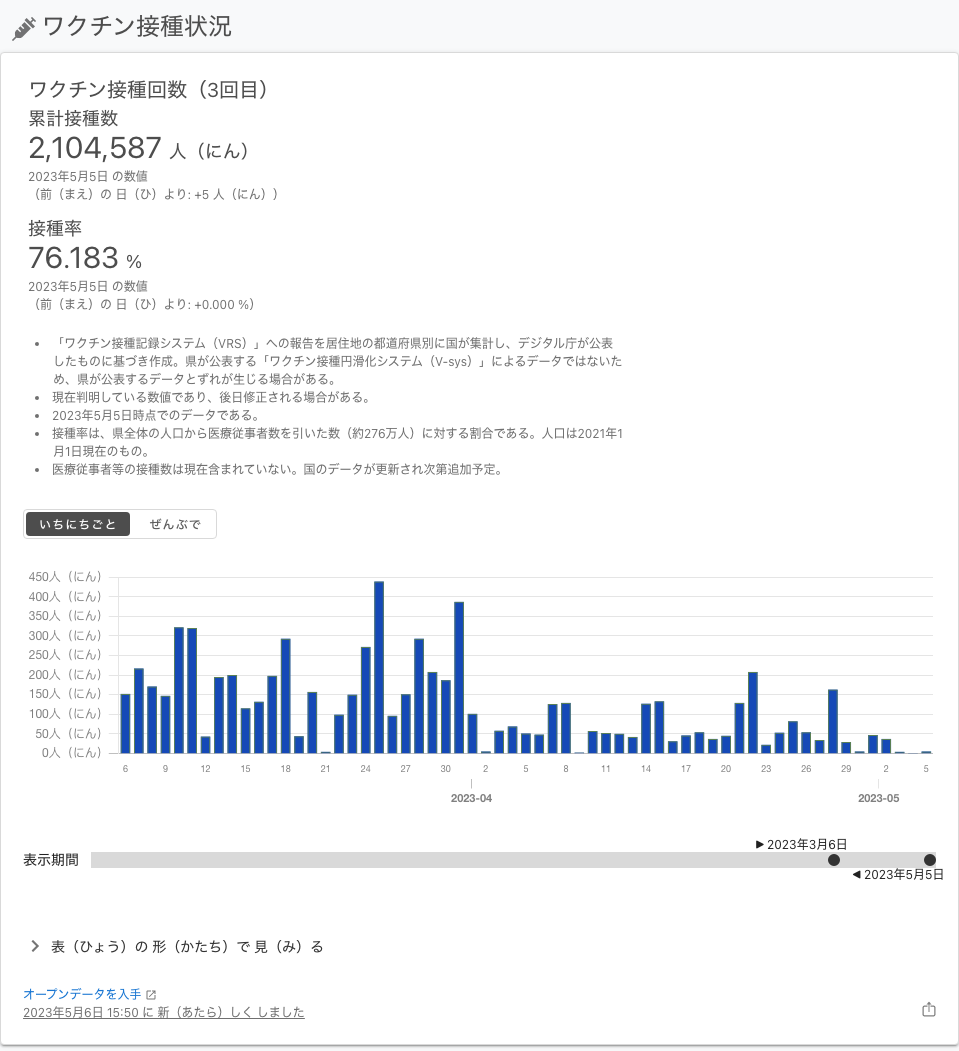 ワクチン接種状況
ワクチン接種回数（3回目）
累計接種数
2,104,587 人（にん）
2023年5月5日 の数値
（前（まえ）の 日（ひ）より: +5 人（にん））
接種率
76.183 %
2023年5月5日 の数値
（前（まえ）の 日（ひ）より: +0.000 %）
• 「ワクチン接種記録システム（VRS）」への報告を居住地の都道府県別に国が集計し、デジタル庁が公表
したものに基づき作成。県が公表する「ワクチン接種円滑化システム（V-sys）」によるデータではないた
め、県が公表するデータとずれが生じる場合がある。
• 現在判明している数値であり、後日修正される場合がある。
• 2023年5月5日時点でのデータである。
• 接種率は、県全体の人口から医療従事者数を引いた数（約276万人）に対する割合である。人口は2021年1
月1日現在のもの。
• 医療従事者等の接種数は現在含まれていない。国のデータが更新され次第追加予定。
いちにちごと ぜんぶで
450人（にん）
400人（にん）
350人（にん）
300人（にん）
250人（にん）
200人（にん）
150人（にん）
100人（にん）
50人（にん）
0人（にん）
6 9 12 15 18 21 24 27 30 2 5 8 11 14 17 20 23 26 29 2 5
2023-04 2023-05
▶ 2023年3月6日
表示期間
◀ 2023年5月5日
表（ひょう）の 形（かたち）で 見（み）る
オープンデータを入手
2023年5月6日 15:50 に 新（あたら）しく しました